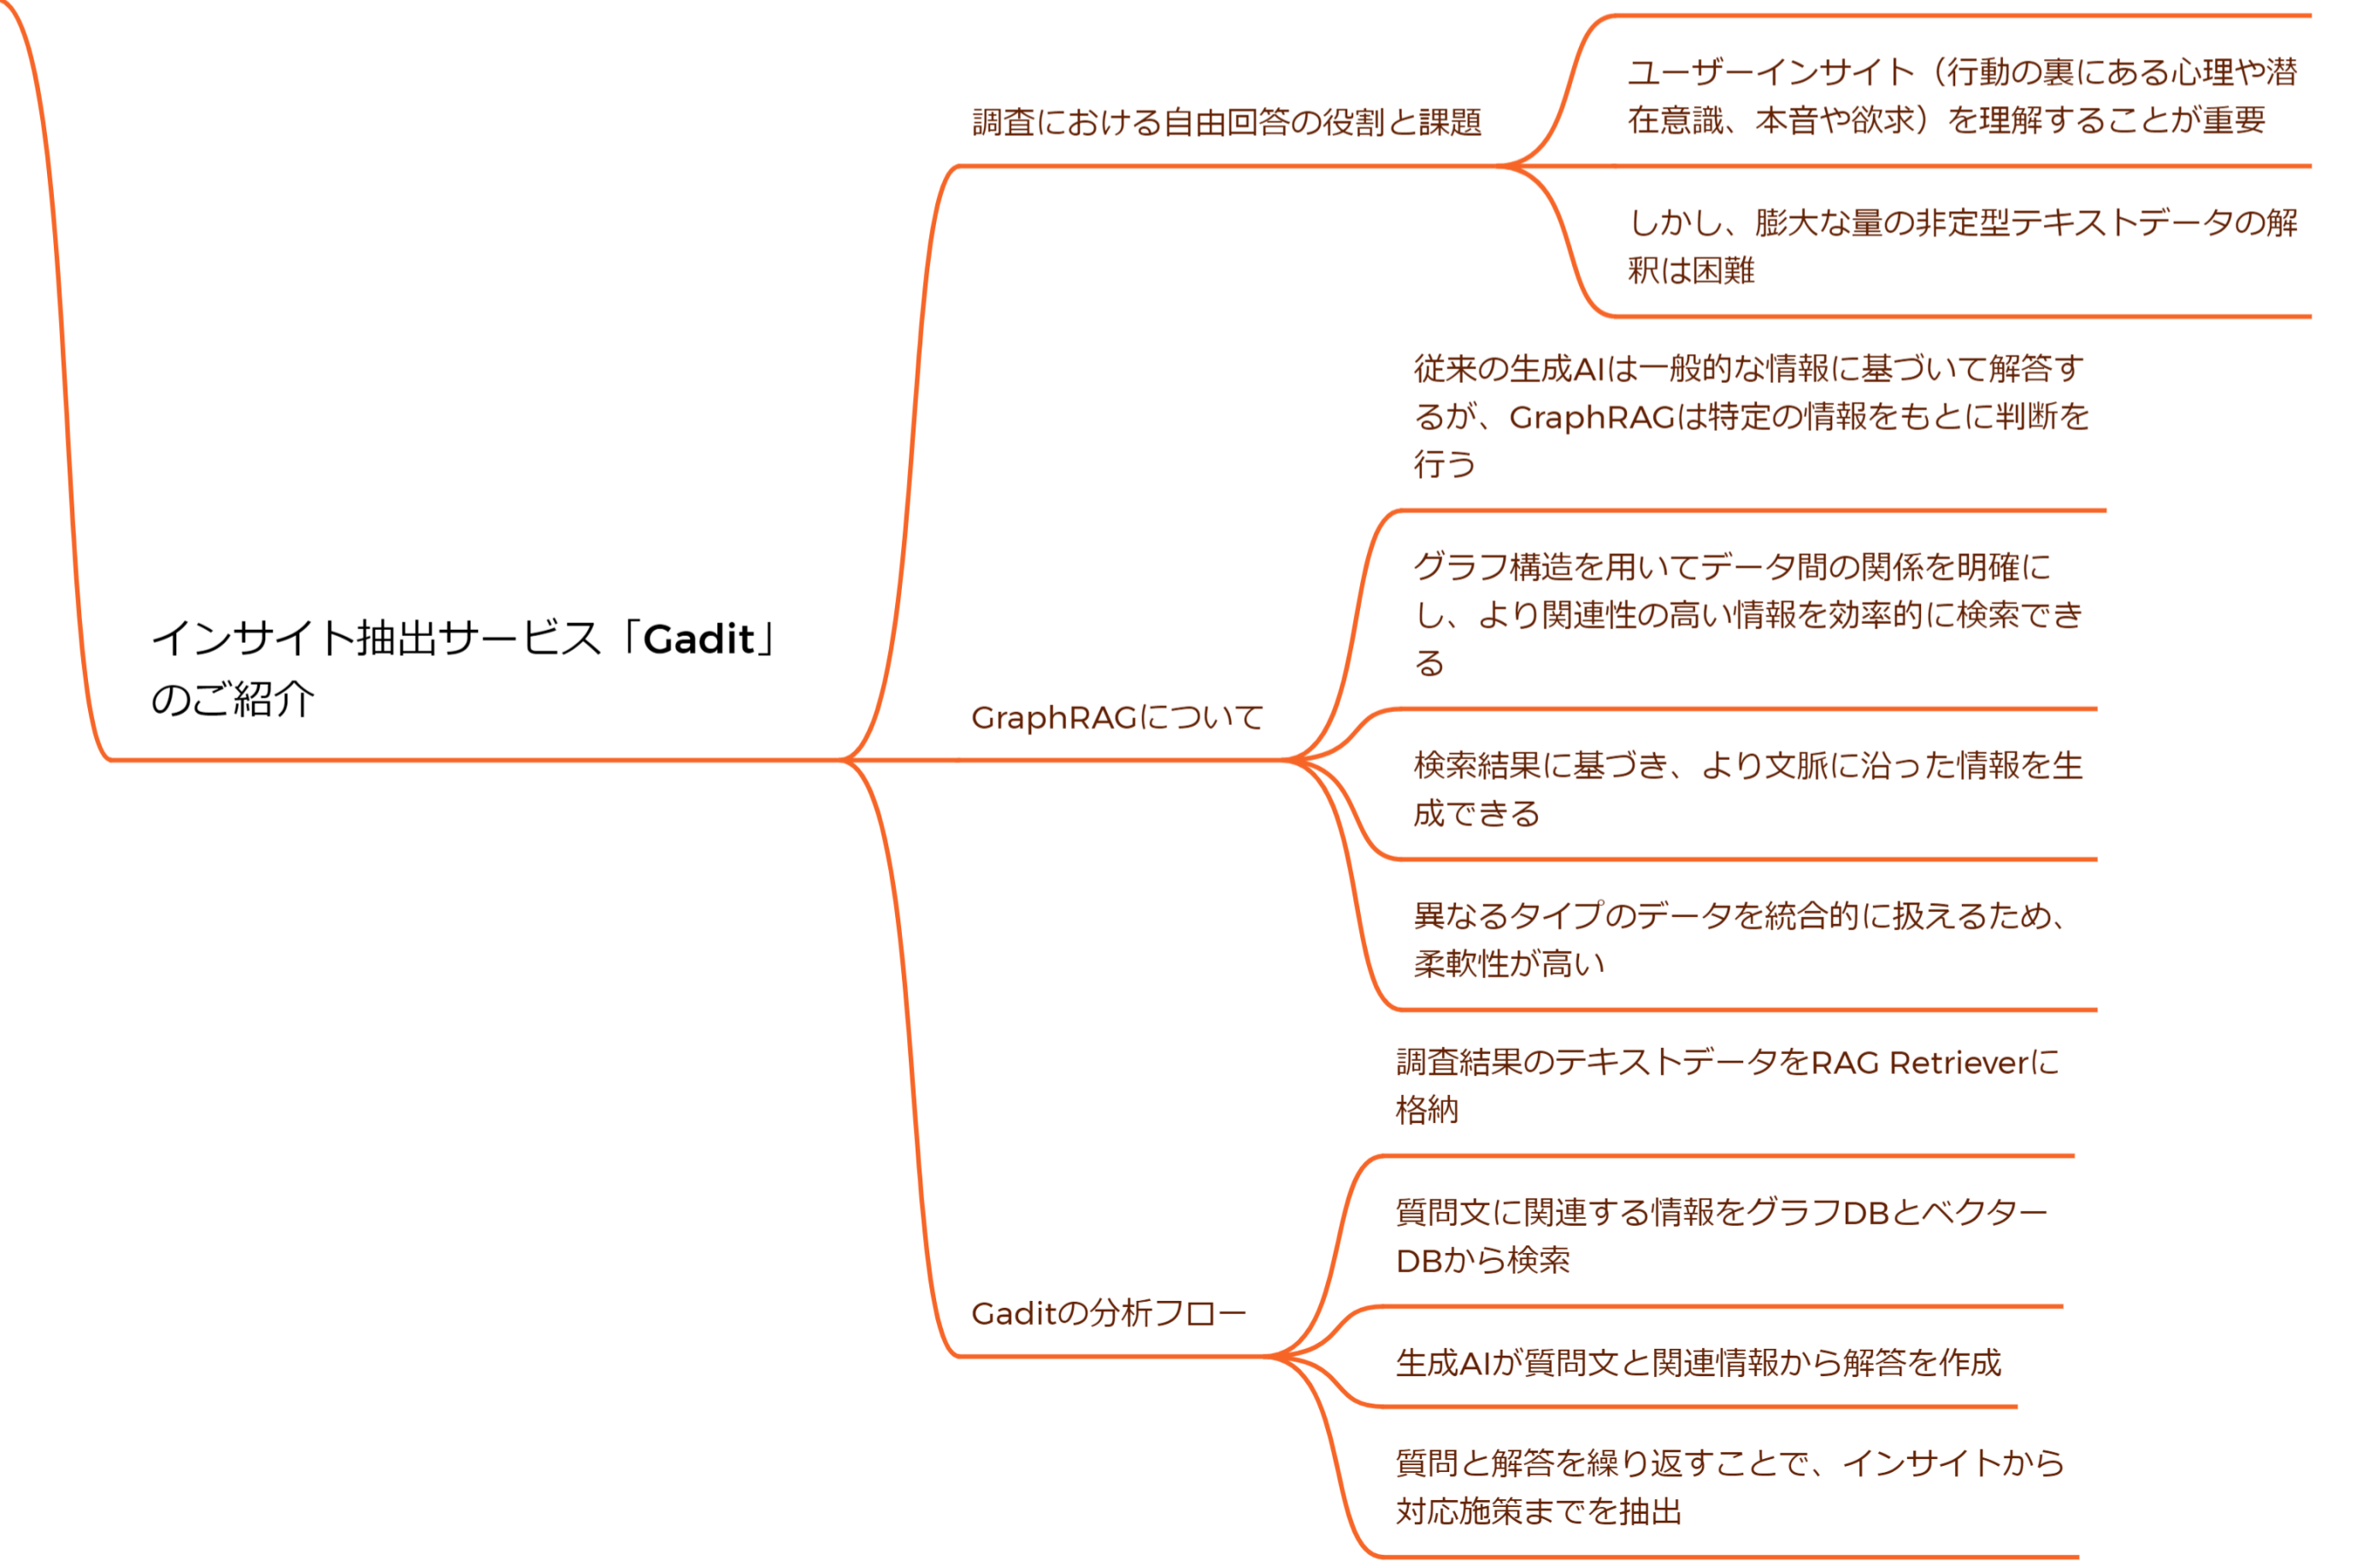 インサイト抽出サービス「Gadit」
のご紹介
調査における自由回答の役割と課題
ユーザーインサイト（行動の裏にある心理や潜
在意識、本音や欲求）を理解することが重要
しかし、膨大な量の非定型テキストデータの解
釈は困難
GraphRAGについて
従来の生成AIは一般的な情報に基づいて解答す
るが、GraphRAGは特定の情報をもとに判断を
行う
グラフ構造を用いてデータ間の関係を明確に
し、より関連性の高い情報を効率的に検索でき
る
検索結果に基づき、より文脈に沿った情報を生
成できる
異なるタイプのデータを統合的に扱えるため、
柔軟性が高い
Gaditの分析フロー
調査結果のテキストデータをRAG Retrieverに
格納
質問文に関連する情報をグラフDBとベクター
DBから検索
生成AIが質問文と関連情報から解答を作成
質問と解答を繰り返すことで、インサイトから
対応施策までを抽出